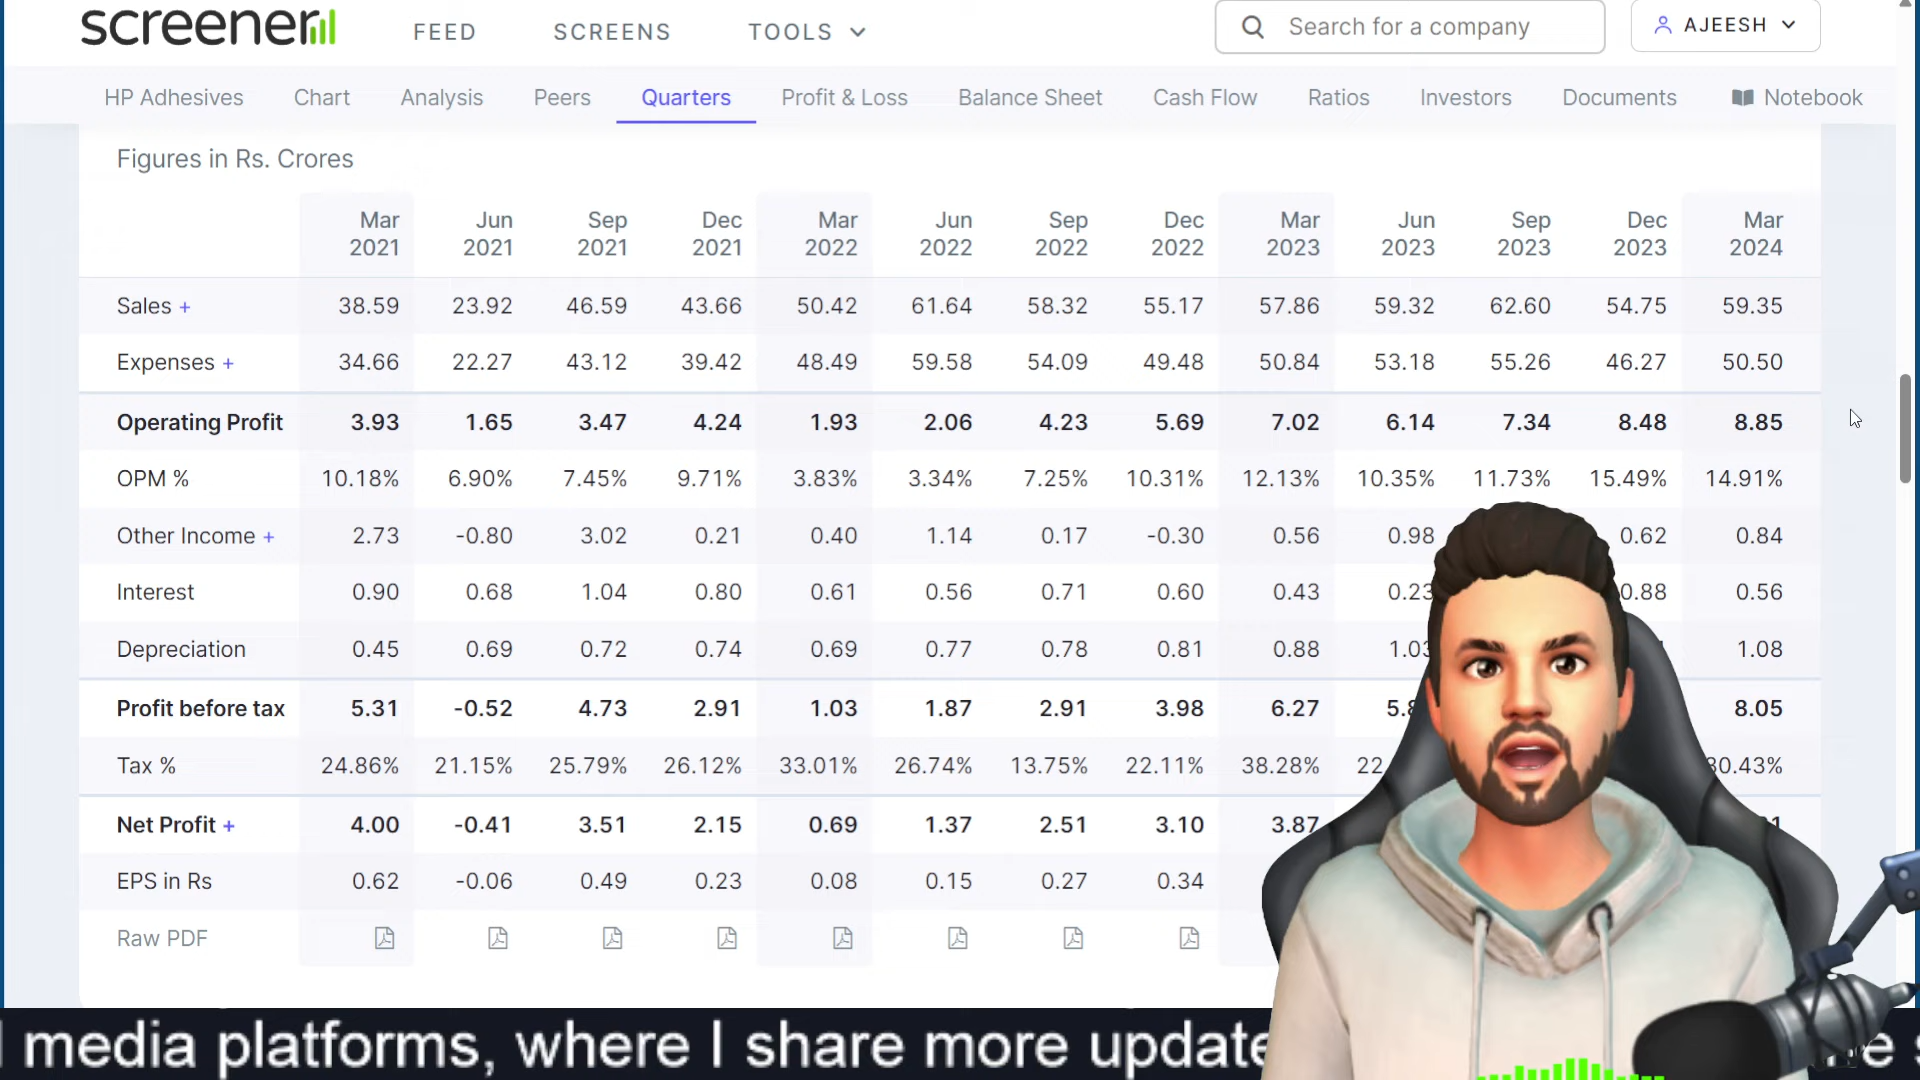 screener
FEED SCREENS TOOLS
Search for a company
AJEESH
HP Adhesives Chart Analysis Peers Quarters Profit & Loss Balance Sheet Cash Flow Ratios Investors Documents Notebook
Figures in Rs. Crores
Mar 2021 Jun 2021 Sep 2021 Dec 2021 Mar 2022 Jun 2022 Sep 2022 Dec 2022 Mar 2023 Jun 2023 Sep 2023 Dec 2023 Mar 2024
Sales + 38.59 23.92 46.59 43.66 50.42 61.64 58.32 55.17 57.86 59.32 62.60 54.75 59.35
Expenses + 34.66 22.27 43.12 39.42 48.49 59.58 54.09 49.48 50.84 53.18 55.26 46.27 50.50
Operating Profit 3.93 1.65 3.47 4.24 1.93 2.06 4.23 5.69 7.02 6.14 7.34 8.48 8.85
OPM % 10.18% 6.90% 7.45% 9.71% 3.83% 3.34% 7.25% 10.31% 12.13% 10.35% 11.73% 15.49% 14.91%
Other Income + 2.73 -0.80 3.02 0.21 0.40 1.14 0.17 -0.30 0.56 0.98 0.62 0.84
Interest 0.90 0.68 1.04 0.80 0.61 0.56 0.71 0.60 0.43 0.23 0.88 0.56
Depreciation 0.45 0.69 0.72 0.74 0.69 0.77 0.78 0.81 0.88 1.03 1.08
Profit before tax 5.31 -0.52 4.73 2.91 1.03 1.87 2.91 3.98 6.27 8.05
Tax % 24.86% 21.15% 25.79% 26.12% 33.01% 26.74% 13.75% 22.11% 38.28%
Net Profit + 4.00 -0.41 3.51 2.15 0.69 1.37 2.51 3.10 3.87
EPS in Rs 0.62 -0.06 0.49 0.23 0.08 0.15 0.27 0.34
Raw PDF
media platforms, where I share more update